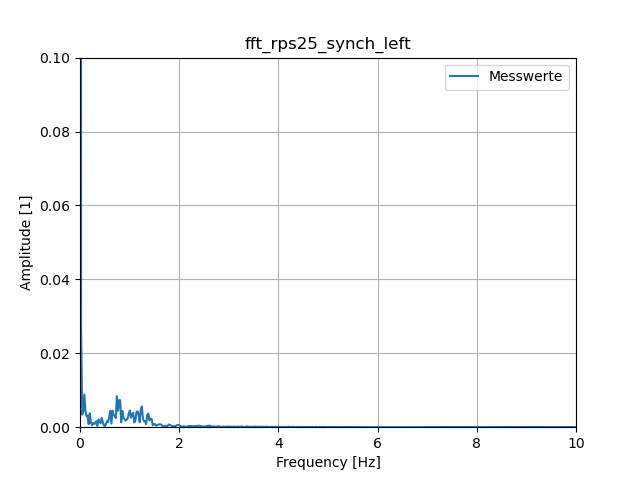 fft_rps25_synch_left
Messwerte
Amplitude [1]
0.10
0.08
0.06
0.04
0.02
0.00
0 2 4 6 8 10
Frequency [Hz]